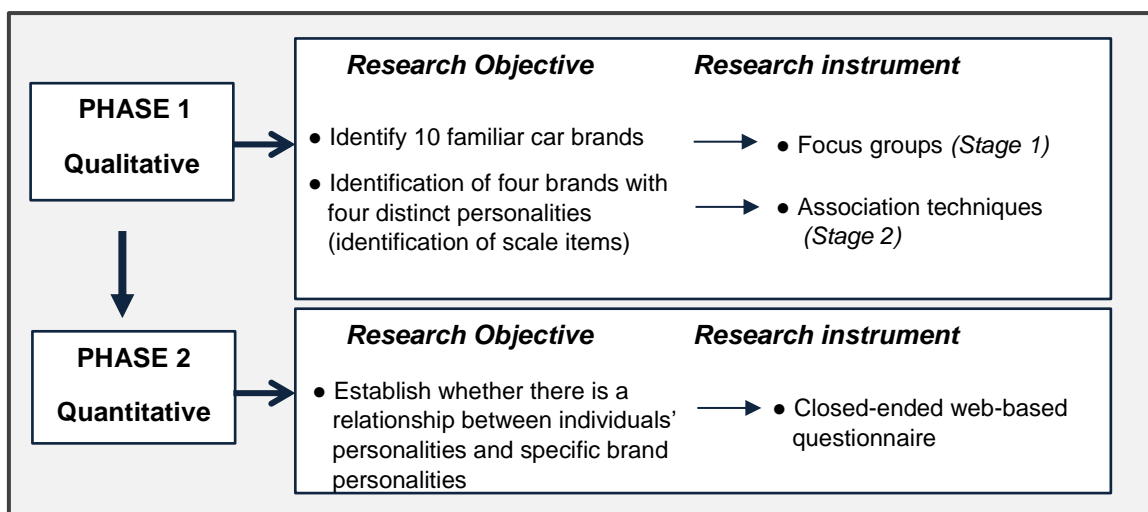 PHASE 1
Qualitative
Research Objective
Research instrument
● Identify 10 familiar car brands
● Focus groups (Stage 1)
● Identification of four brands with
four distinct personalities
(identification of scale items)
● Association techniques
(Stage 2)
PHASE 2
Quantitative
Research Objective
Research instrument
● Establish whether there is a
relationship between individuals’
personalities and specific brand
personalities
● Closed-ended web-based
questionnaire